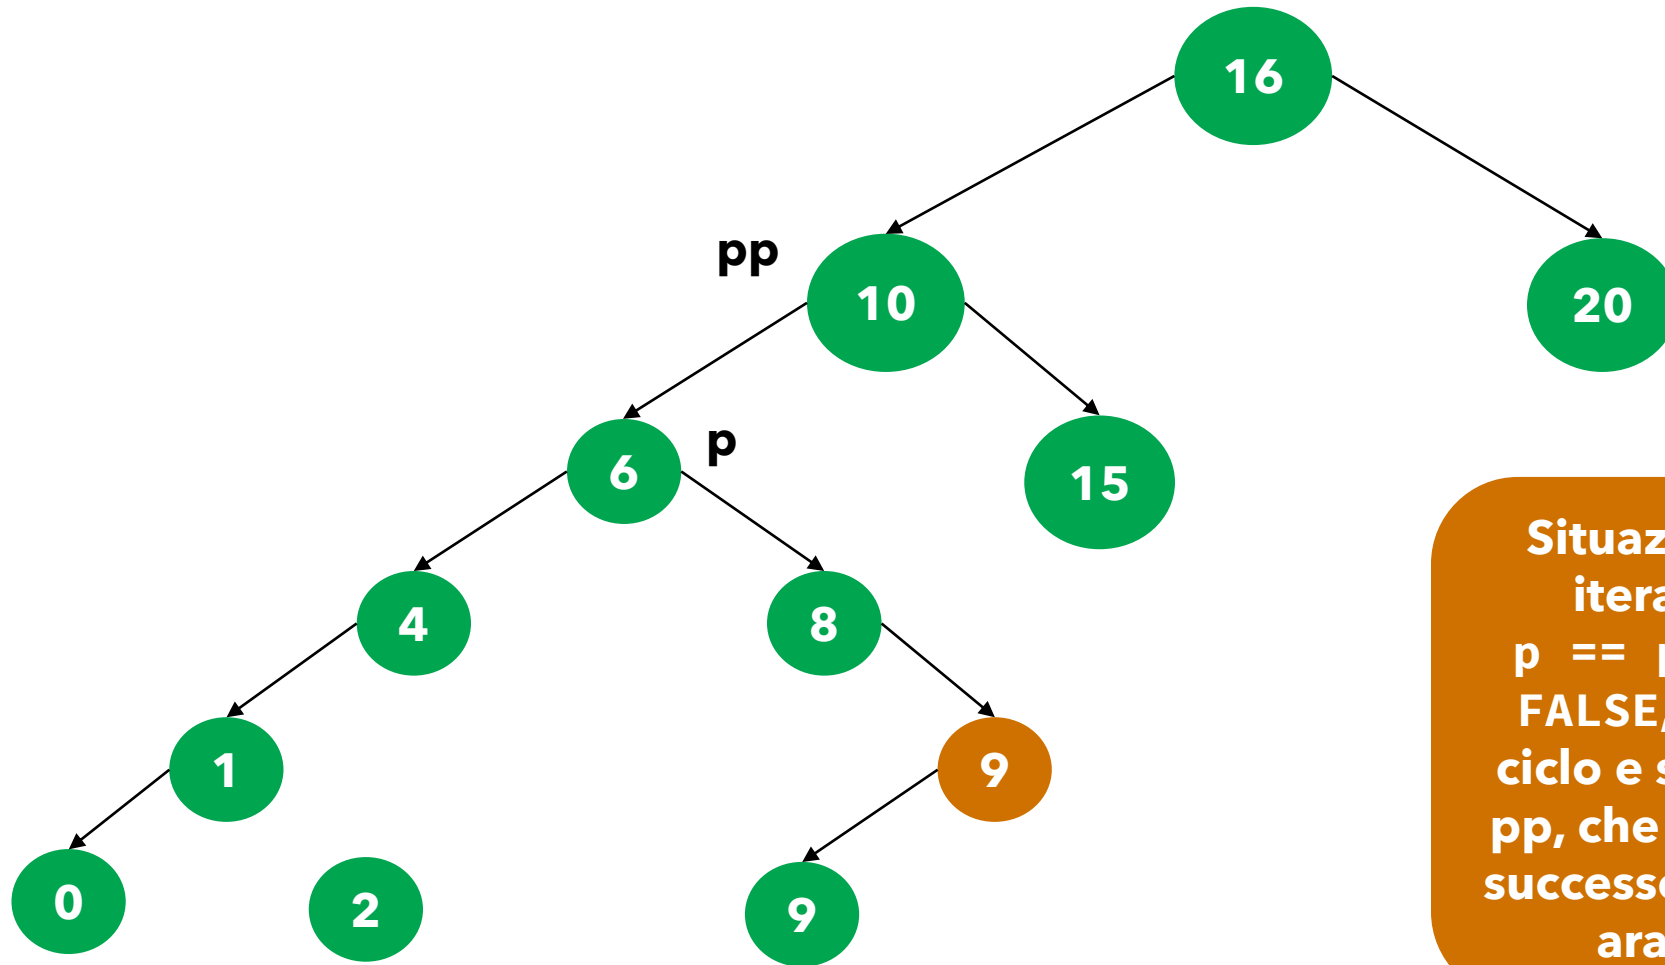 16
pp
10
20
p
6
15
4
8
1
9
0
2
9
Situaz
itera
p == p
FALSE,
ciclo e s
pp, che
success
ara